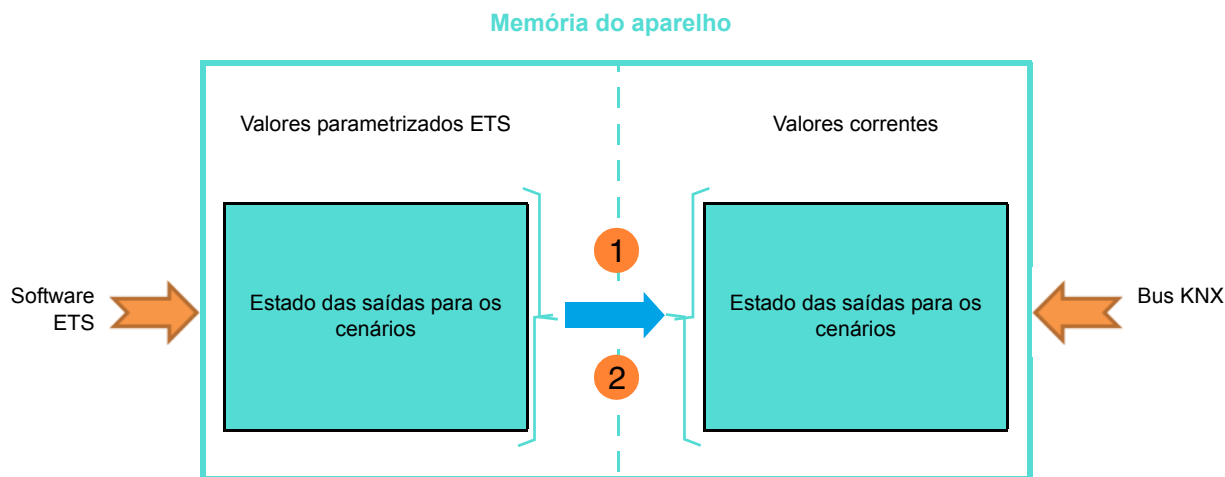 Memória do aparelho
Valores parametrizados ETS
Valores correntes
1
Software
ETS
Estado das saídas para os
cenários
Estado das saídas para os
cenários
Bus KNX
2